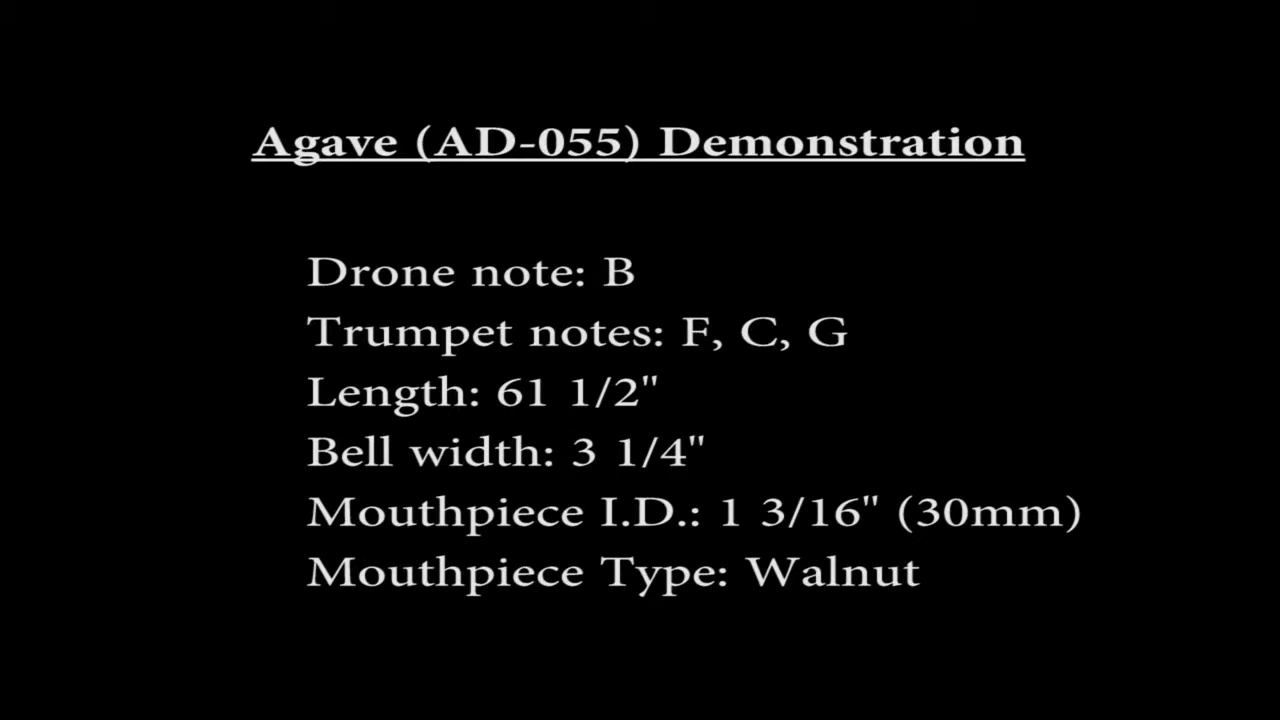 Agave (AD-055) Demonstration
Drone note: B
Trumpet notes: F, C, G
Length: 61 1/2"
Bell width: 3 1/4"
Mouthpiece I.D.: 1 3/16" (30mm)
Mouthpiece Type: Walnut